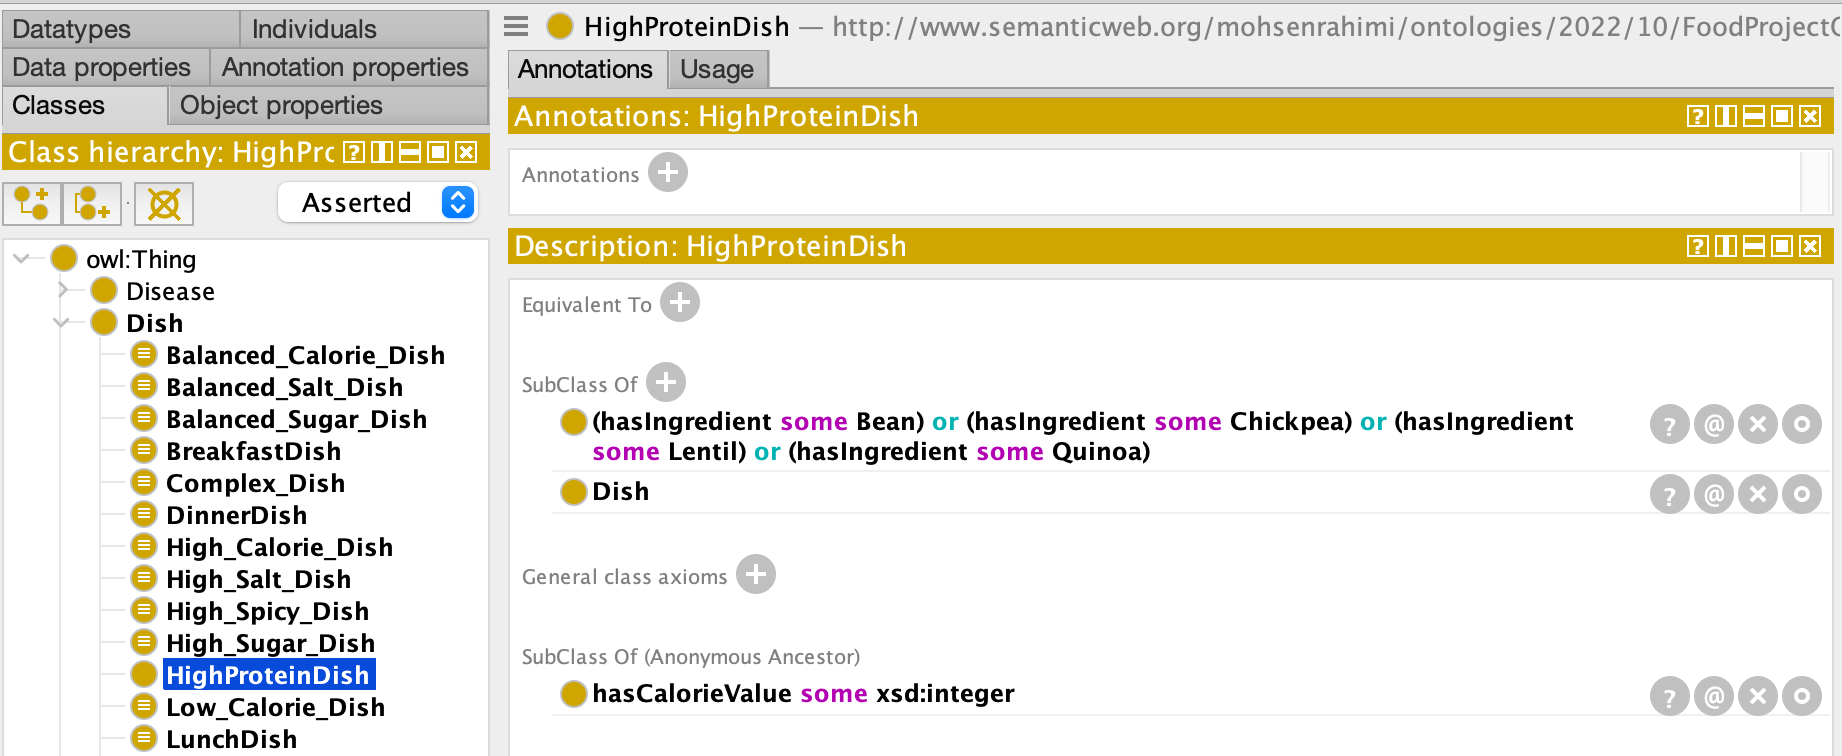 Datatypes
Individuals
Data properties
Annotation properties
Classes
Object properties
Class hierarchy: HighPro
Asserted
owl:Thing
Disease
Dish
Balanced_Calorie_Dish
Balanced_Salt_Dish
Balanced_Sugar_Dish
BreakfastDish
Complex_Dish
DinnerDish
High_Calorie_Dish
High_Salt_Dish
High_Spicy_Dish
High_Sugar_Dish
HighProteinDish
Low_Calorie_Dish
LunchDish
HighProteinDish — http://www.semanticweb.org/mohsenrahimi/ontologies/2022/10/FoodProjectC
Annotations
Usage
Annotations: HighProteinDish
Annotations
Description: HighProteinDish
Equivalent To
SubClass Of
(hasIngredient some Bean) or (hasIngredient some Chickpea) or (hasIngredient
some Lentil) or (hasIngredient some Quinoa)
Dish
General class axioms
SubClass Of (Anonymous Ancestor)
hasCalorieValue some xsd:integer